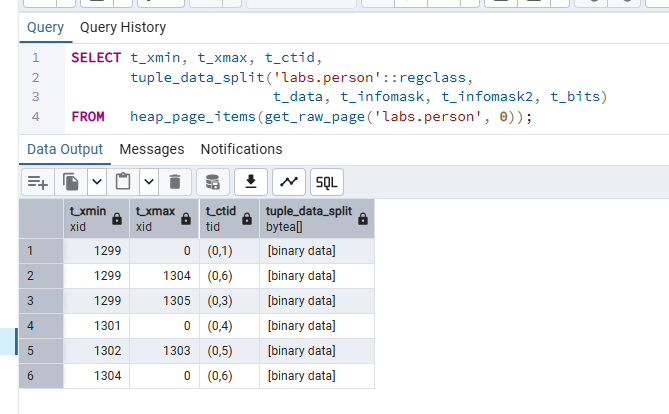 Query Query History
1 SELECT t_xmin, t_xmax, t_ctid,
2 tuple_data_split('labs.person'::regclass,
3 t_data, t_infomask, t_infomask2, t_bits)
4 FROM heap_page_items(get_raw_page('labs.person', 0));
Data Output Messages Notifications
SQL
t_xmin t_xmax t_ctid tuple_data_split
xid xid tid bytea[]
1 1299 0 (0,1) [binary data]
2 1299 1304 (0,6) [binary data]
3 1299 1305 (0,3) [binary data]
4 1301 0 (0,4) [binary data]
5 1302 1303 (0,5) [binary data]
6 1304 0 (0,6) [binary data]